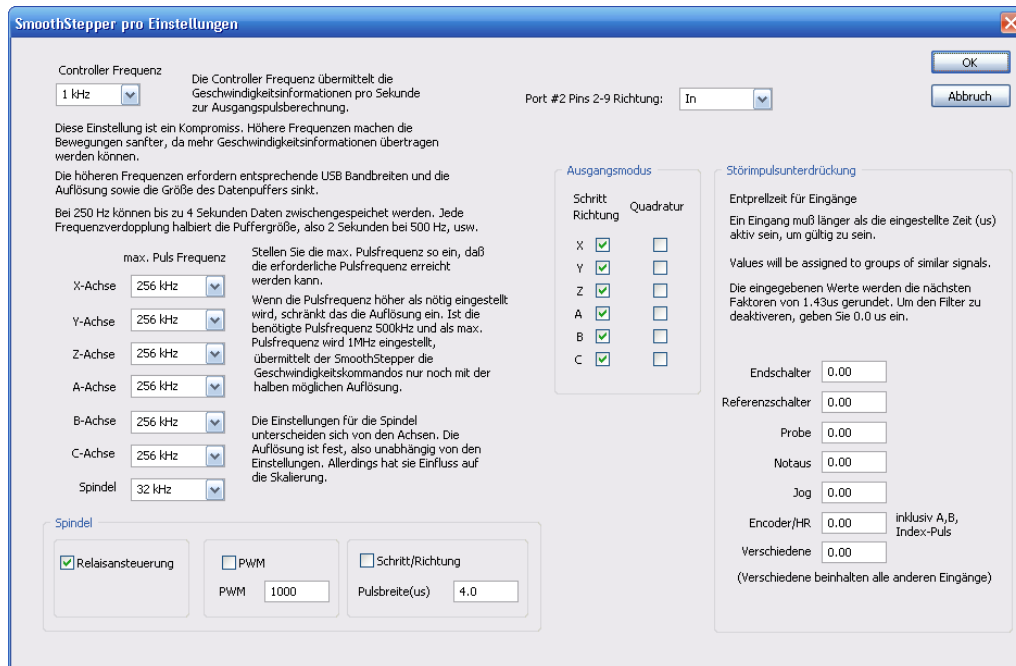 SmoothStepper pro Einstellungen
Controller Frequenz
1 kHz
Die Controller Frequenz übermittelt die
Geschwindigkeitsinformationen pro Sekunde
zur Ausgangspulsberechnung.
Port #2 Pins 2-9 Richtung:
In
OK
Abbruch
Diese Einstellung ist ein Kompromiss. Höhere Frequenzen machen die
Bewegungen sanfter, da mehr Geschwindigkeitsinformationen übertragen
werden können.
Die höheren Frequenzen erfordern entsprechende USB Bandbreiten und die
Auflösung sowie die Größe des Datenpuffers sinkt.
Bei 250 Hz können bis zu 4 Sekunden Daten zwischengespeichet werden. Jede
Frequenzverdopplung halbiert die Puffergröße, also 2 Sekunden bei 500 Hz, usw.
max. Puls Frequenz
X-Achse 256 kHz
Y-Achse 256 kHz
Z-Achse 256 kHz
A-Achse 256 kHz
B-Achse 256 kHz
C-Achse 256 kHz
Spindel 32 kHz
Stellen Sie die max. Pulsfrequenz so ein, daß
die erforderliche Pulsfrequenz erreicht
werden kann.
Wenn die Pulsfrequenz höher als nötig eingestellt
wird, schränkt das die Auflösung ein. Ist die
benötigte Pulsfrequenz 500kHz und als max.
Pulsfrequenz wird 1MHz eingestellt,
übermittelt der SmoothStepper die
Geschwindigkeitskommandos nur noch mit der
halben möglichen Auflösung.
Die Einstellungen für die Spindel
unterscheiden sich von den Achsen. Die
Auflösung ist fest, also unabhängig von den
Einstellungen. Allerdings hat sie Einfluss auf
die Skalierung.
Spindel
Relaisansteuerung
PWM
PWM 1000
Schritt/Richtung
Pulsbreite(us) 4.0
Ausgangsmodus
Schritt
Richtung
Quadratur
X
Y
Z
A
B
C
Störimpulsunterdrückung
Entprellzeit für Eingänge
Ein Eingang muß länger als die eingestellte Zeit (us)
aktiv sein, um gültig zu sein.
Values will be assigned to groups of similar signals.
Die eingegebenen Werte werden die nächsten
Faktoren von 1.43us gerundet. Um den Filter zu
deaktiveren, geben Sie 0.0 us ein.
Endschalter 0.00
Referenzschalter 0.00
Probe 0.00
Notaus 0.00
Jog 0.00
Encoder/HR 0.00
inklusiv A,B,
Index-Puls
Verschiedene 0.00
(Verschiedene beinhalten alle anderen Eingänge)